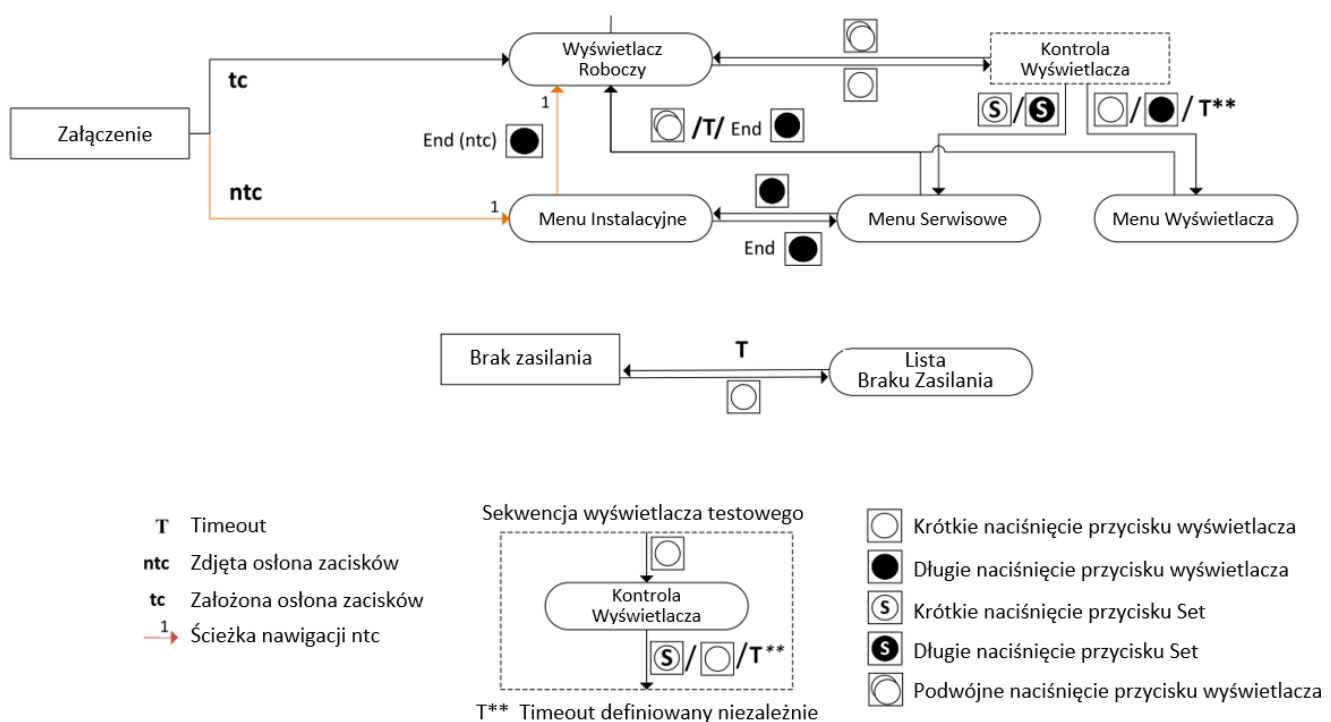 Wyświetlacz
Roboczy
Kontrola
Wyświetlacza
tc
1
S / S
/ / T**
Załączenie
End (ntc)
/T/ End
ntc
1
Menu Instalacyjne
Menu Serwisowe
Menu Wyświetlacza
End
Brak zasilania
T
Lista
Braku Zasilania
Sekwencja wyświetlacza testowego
T Timeout
ntc Zdjęta osłona zacisków
tc Założona osłona zacisków
1 Ścieżka nawigacji ntc
Kontrola
Wyświetlacza
S / / T**
T** Timeout definiowany niezależnie
Krótkie naciśnięcie przycisku wyświetlacza
Długie naciśnięcie przycisku wyświetlacza
S Krótkie naciśnięcie przycisku Set
S Długie naciśnięcie przycisku Set
Podwójne naciśnięcie przycisku wyświetlacza